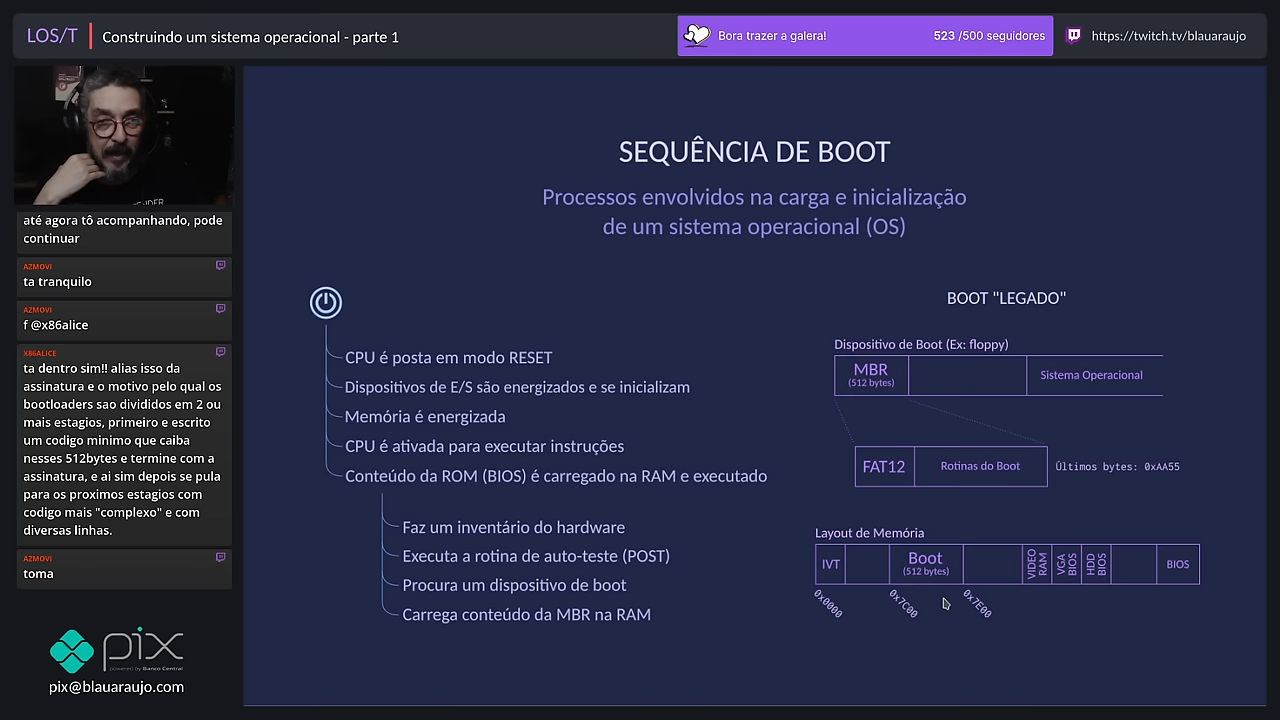 LOS/T
Construindo um sistema operacional - parte 1
Bora trazer a galera!
523 /500 seguidores
https://twitch.tv/blauaraujo
até agora tô acompanhando, pode
continuar
AZMOVI
ta tranquilo
AZMOVI
f @x86alice
X86ALICE
ta dentro sim!! alias isso da
assinatura e o motivo pelo qual os
bootloaders sao divididos em 2 ou
mais estagios, primeiro e escrito
um codigo minimo que caiba
nesses 512bytes e termine com a
assinatura, e ai sim depois se pula
para os proximos estagios com
codigo mais "complexo" e com
diversas linhas.
AZMOVI
toma
pix
powered by Banco Central
pix@blauaraujo.com
SEQUÊNCIA DE BOOT
Processos envolvidos na carga e inicialização
de um sistema operacional (OS)
CPU é posta em modo RESET
Dispositivos de E/S são energizados e se inicializam
Memória é energizada
CPU é ativada para executar instruções
Conteúdo da ROM (BIOS) é carregado na RAM e executado
Faz um inventário do hardware
Executa a rotina de auto-teste (POST)
Procura um dispositivo de boot
Carrega conteúdo da MBR na RAM
BOOT "LEGADO"
Dispositivo de Boot (Ex: floppy)
MBR
(512 bytes)
Sistema Operacional
FAT12
Rotinas do Boot
Últimos bytes: 0xAA55
Layout de Memória
IVT
Boot
(512 bytes)
VIDEO
RAM
VGA
BIOS
HDD
BIOS
BIOS
0x0000
0x7C00
0x7E00